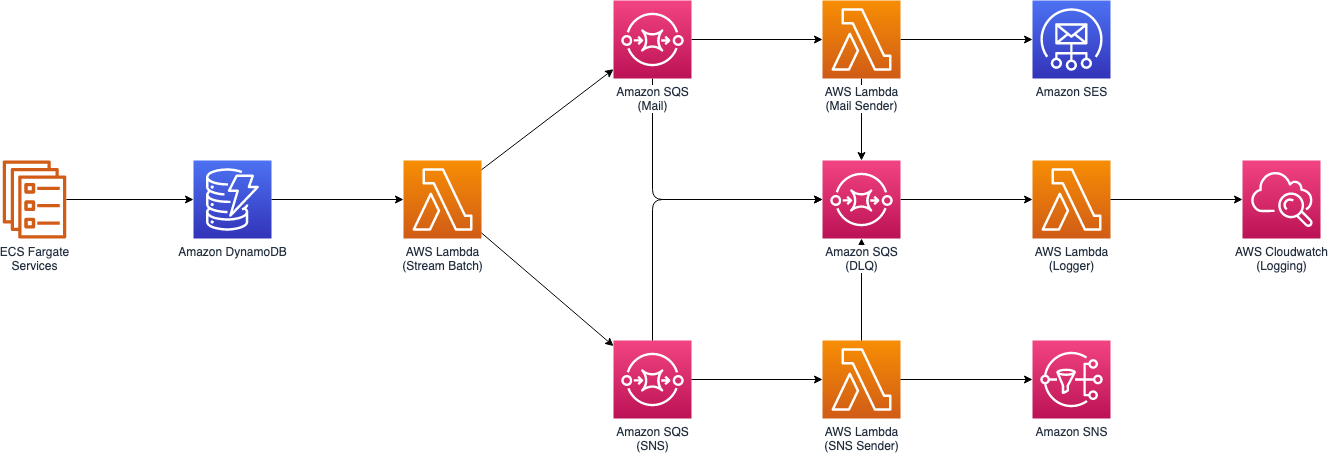 Amazon SQS
(Mail)
AWS Lambda
(Mail Sender)
Amazon SES
ECS Fargate
Services
Amazon DynamoDB
AWS Lambda
(Stream Batch)
Amazon SQS
(DLQ)
AWS Lambda
(Logger)
AWS Cloudwatch
(Logging)
Amazon SQS
(SNS)
AWS Lambda
(SNS Sender)
Amazon SNS